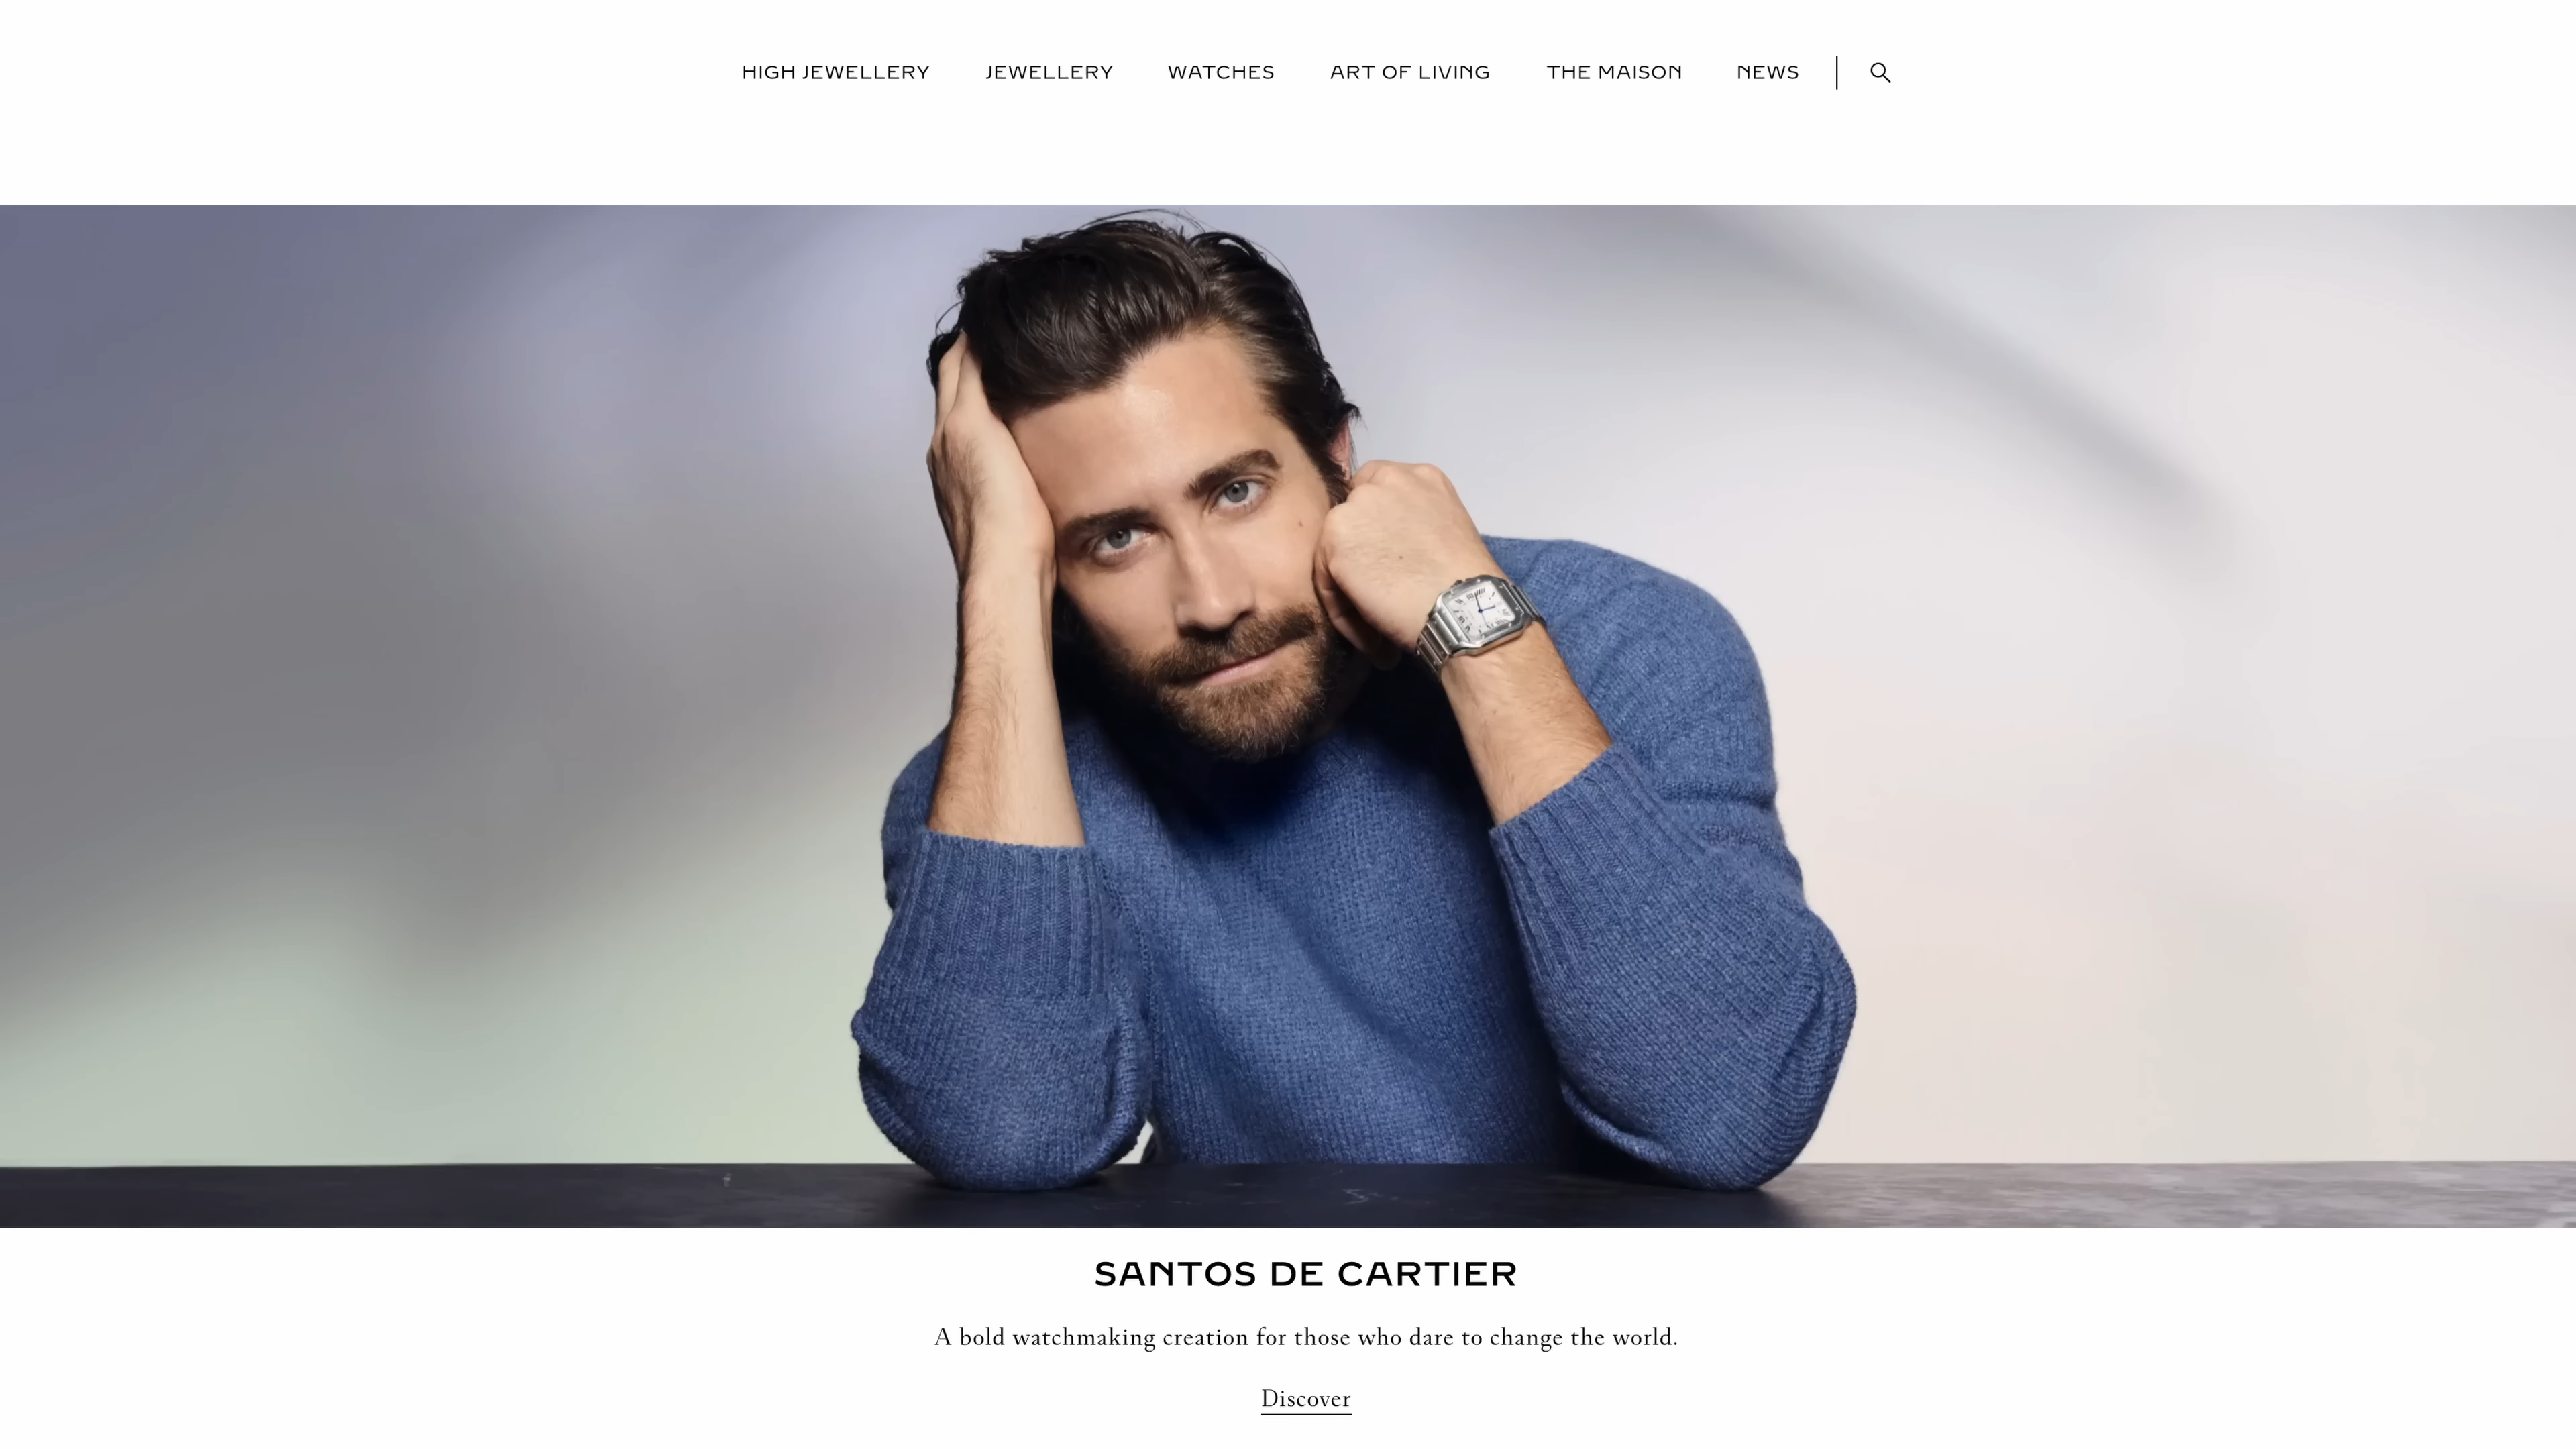 HIGH JEWELLERY JEWELLERY WATCHES ART OF LIVING THE MAISON NEWS
SANTOS DE CARTIER
A bold watchmaking creation for those who dare to change the world.
Discover